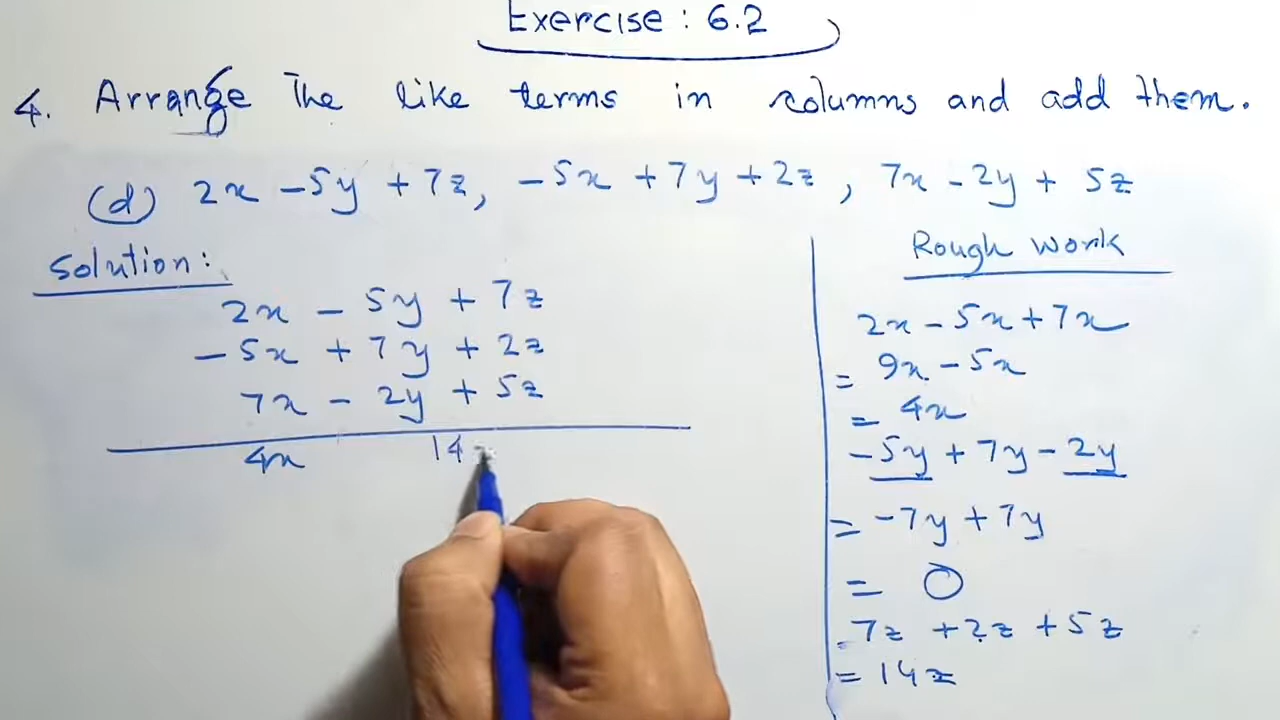 Exercise : 6.2
4. Arrange The like terms in columns and add them.
(d) 2x - 5y + 7z, - 5x + 7y + 2z , 7x - 2y + 5z
Solution:
2x - 5y + 7z
- 5x + 7y + 2z
7x - 2y + 5z
4x 14
Rough work
2x - 5x + 7x
= 9x - 5x
= 4x
- 5y + 7y - 2y
= - 7y + 7y
= 0
7z + 2z + 5z
= 14z